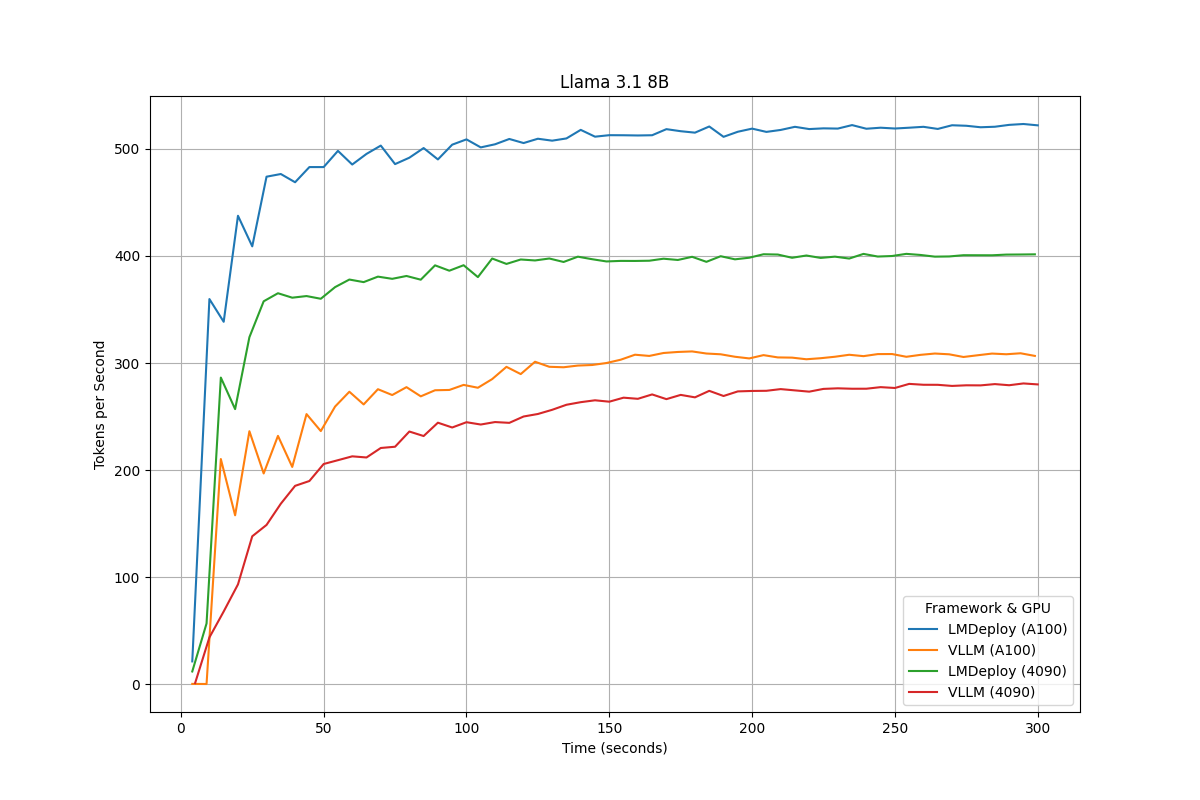 Llama 3.1 8B
Tokens per Second
500
400
300
200
100
0
0 50 100 150 200 250 300
Time (seconds)
Framework & GPU
LMDeploy (A100)
VLLM (A100)
LMDeploy (4090)
VLLM (4090)